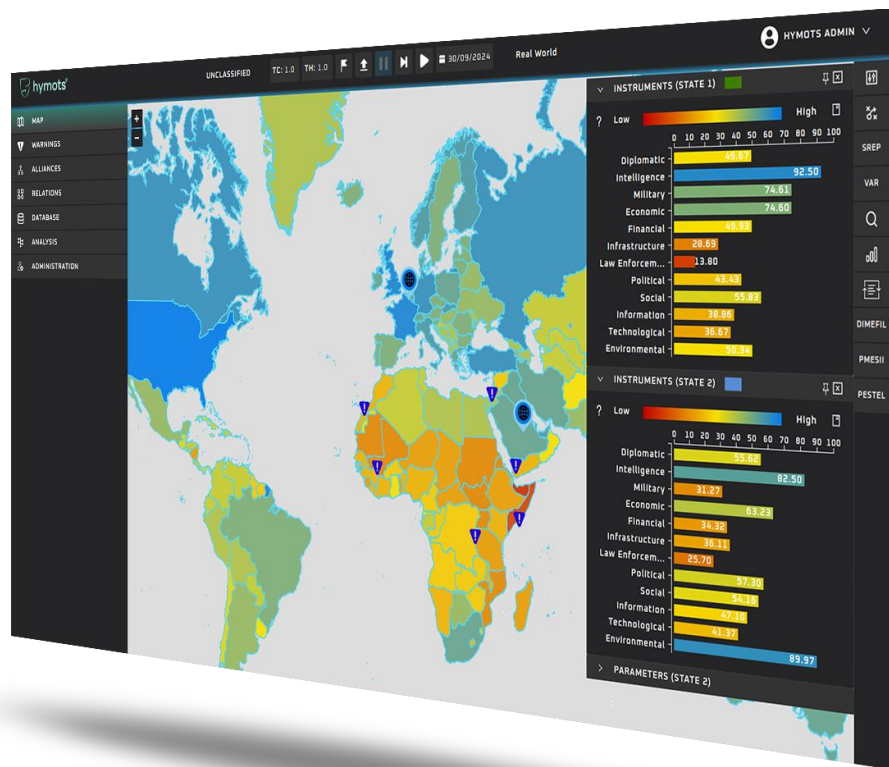 hymots®
UNCLASSIFIED
TC: 1.0
TH: 1.0
30/09/2024
Real World
HYMOTS ADMIN
MAP
WARNINGS
ALLIANCES
RELATIONS
DATABASE
ANALYSIS
ADMINISTRATION
+
-
INSTRUMENTS (STATE 1)
? Low High
0 10 20 30 40 50 60 70 80 90 100
Diplomatic 49.67
Intelligence 92.50
Military 74.61
Economic 74.60
Financial 49.93
Infrastructure 28.69
Law Enforcem... 13.80
Political 43.43
Social 55.83
Information 38.86
Technological 36.67
Environmental 50.34
INSTRUMENTS (STATE 2)
? Low High
0 10 20 30 40 50 60 70 80 90 100
Diplomatic 55.62
Intelligence 82.50
Military 31.27
Economic 63.23
Financial 34.32
Infrastructure 36.11
Law Enforcem... 25.70
Political 57.30
Social 54.16
Information 47.10
Technological 41.37
Environmental 89.97
PARAMETERS (STATE 2)
SREP
VAR
DIMEFIL
PMESII
PESTEL